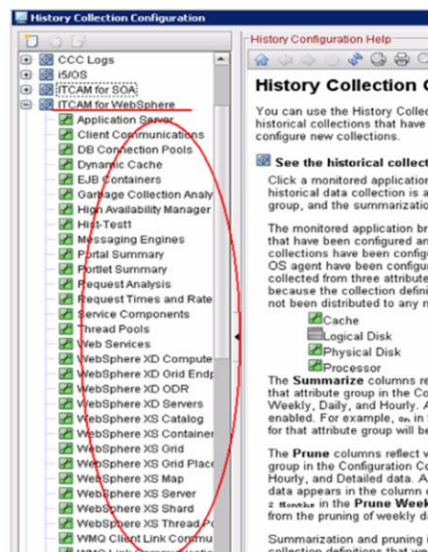 History Collection Configuration
CCC Logs
i5/OS
ITCAM for SOA
ITCAM for WebSphere
Application Server
Client Communications
DB Connection Pools
Dynamic Cache
EJB Containers
Garbage Collection Analy
High Availability Manager
Hist-Test1
Messaging Engines
Portal Summary
Portlet Summary
Request Analysis
Request Times and Rate
Service Components
Thread Pools
Web Services
WebSphere XD Compute
WebSphere XD Grid Endp
WebSphere XD ODR
WebSphere XD Servers
WebSphere XS Catalog
WebSphere XS Container
WebSphere XS Grid
WebSphere XS Grid Place
WebSphere XS Map
WebSphere XS Server
WebSphere XS Shard
WebSphere XS Thread Po
WMQ Client Link Commu
WMQ Link Communicatio
History Configuration Help
History Collection C
You can use the History Collec
historical collections that have
configure new collections.
See the historical collect
Click a monitored application
historical data collection is a
group, and the summarizatio
The monitored application br
that have been configured an
collections have been configu
OS agent have been configur
collected from three attribute
because the collection defini
not been distributed to any m
Cache
Logical Disk
Physical Disk
Processor
The Summarize columns re
that attribute group in the Co
Weekly, Daily, and Hourly. A
enabled. For example, on in
for that attribute group will be
The Prune columns reflect w
group in the Configuration Co
Hourly, and Detailed data. A
data appears in the column
2 Months in the Prune Week
from the pruning of weekly da
Summarization and pruning i
collection definitions that we